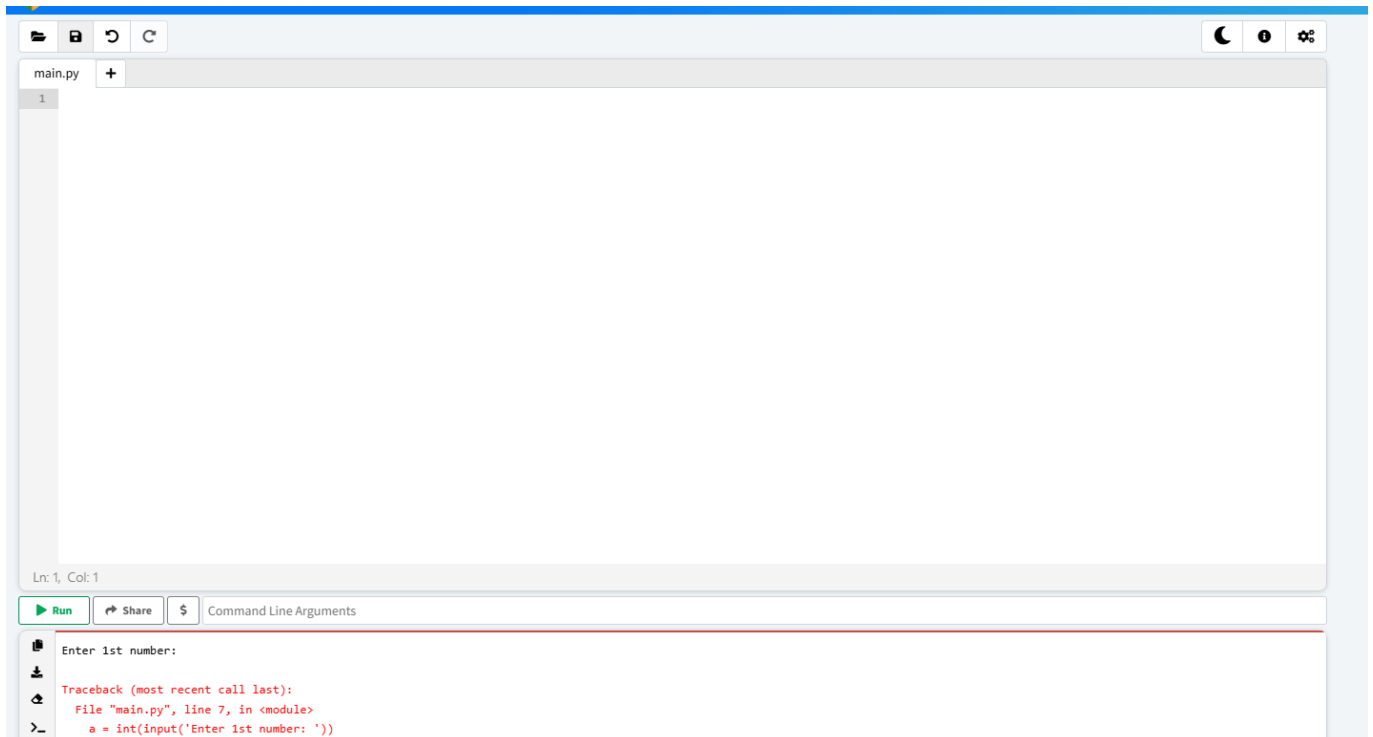 main.py +
1
Ln: 1, Col: 1
Run Share $ Command Line Arguments
Enter 1st number:
Traceback (most recent call last):
File "main.py", line 7, in <module>
a = int(input('Enter 1st number: '))